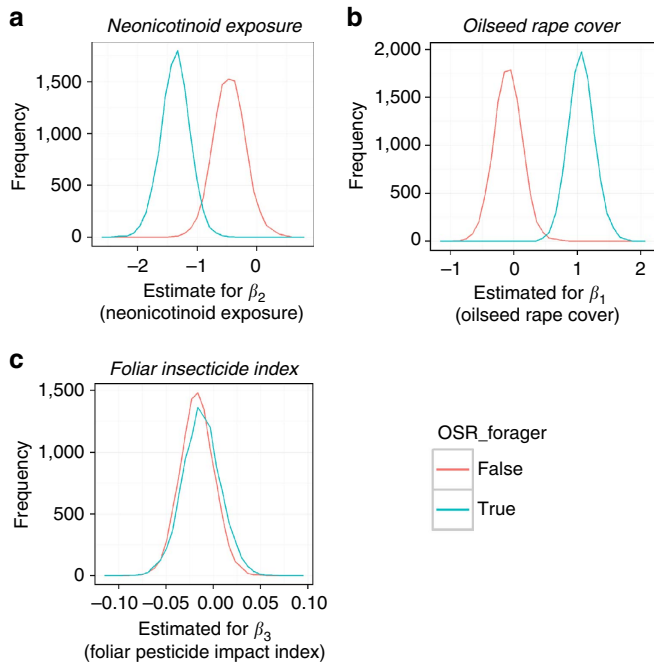 a
Neonicotinoid exposure
Frequency
1,500
1,000
500
0
−2 −1 0
Estimate for β2
(neonicotinoid exposure)
b
Oilseed rape cover
Frequency
2,000
1,500
1,000
500
0
−1 0 1 2
Estimated for β1
(oilseed rape cover)
c
Foliar insecticide index
Frequency
1,500
1,000
500
0
−0.10 −0.05 0.00 0.05 0.10
Estimated for β3
(foliar pesticide impact index)
OSR_forager
False
True